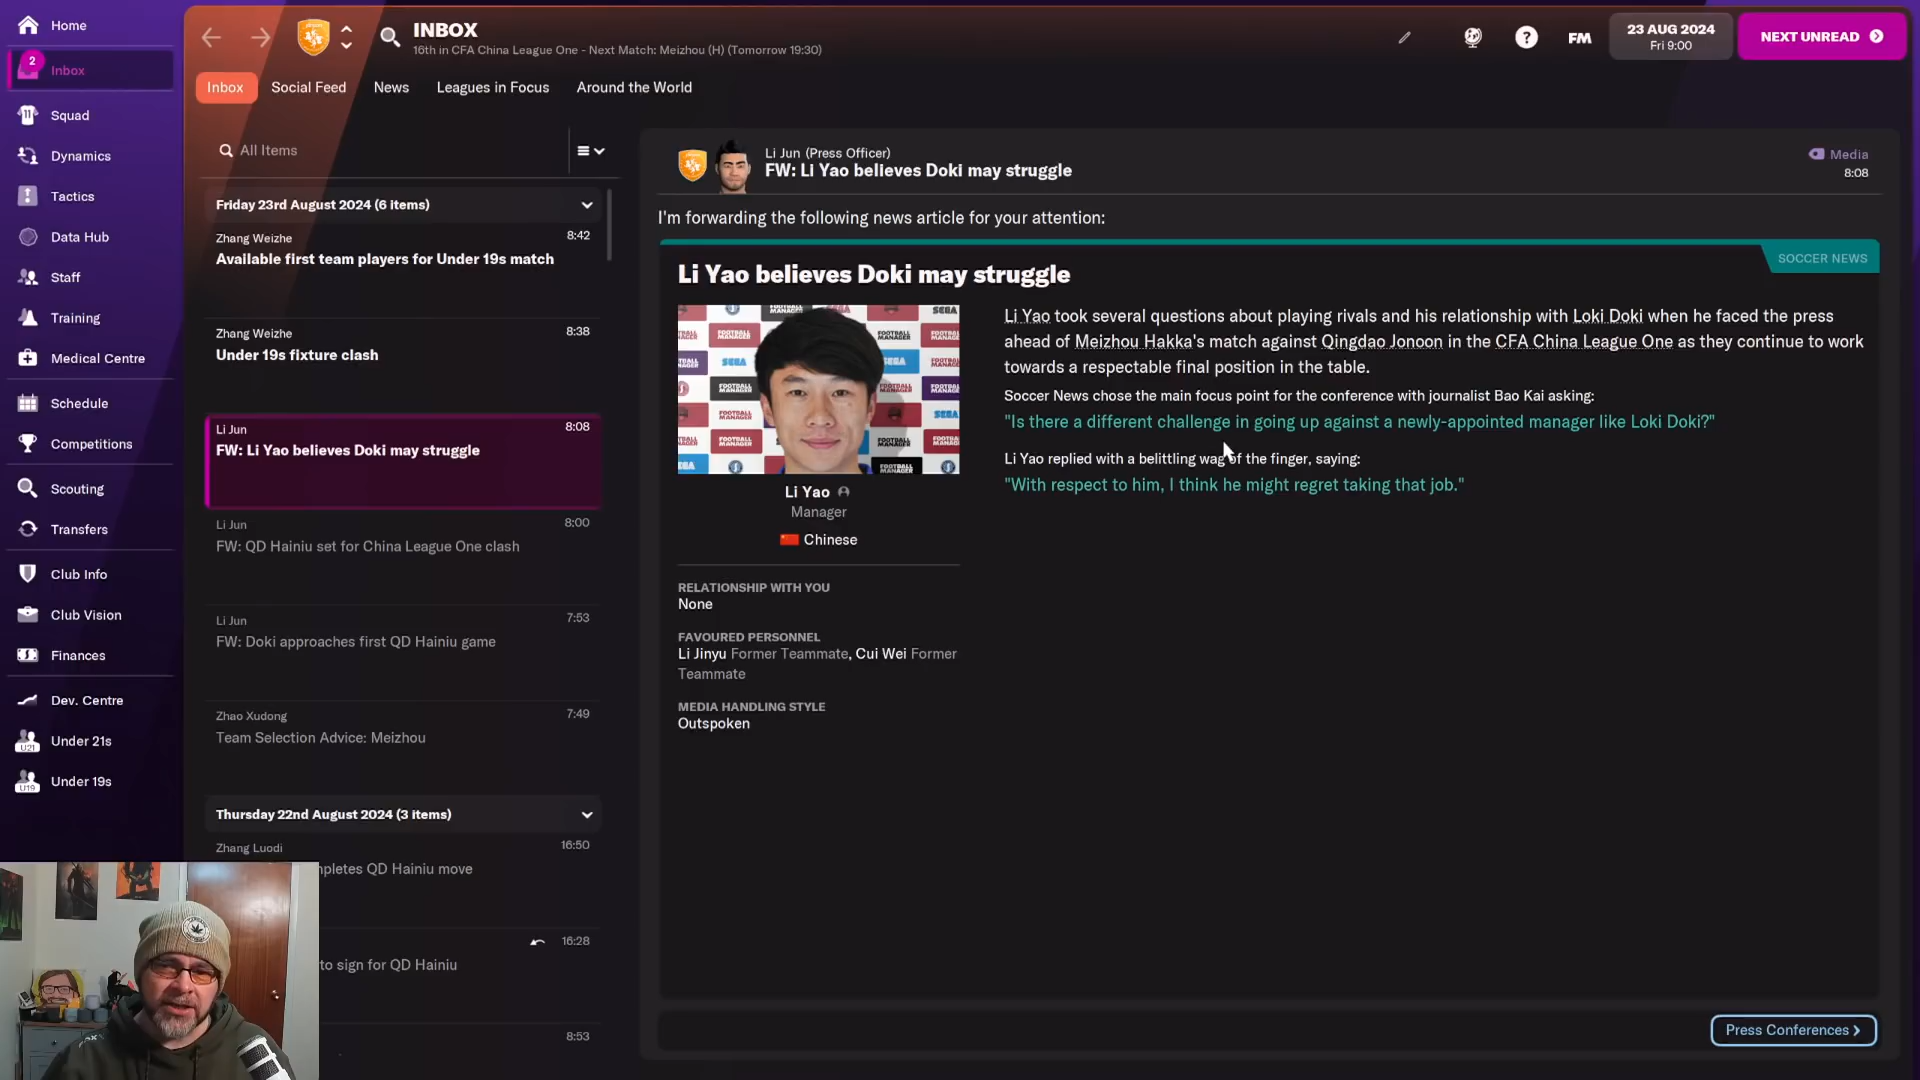 Home
2
Inbox
Squad
Dynamics
Tactics
Data Hub
Staff
Training
Medical Centre
Schedule
Competitions
Scouting
Transfers
Club Info
Club Vision
Finances
Dev. Centre
U21
Under 21s
U19
Under 19s
INBOX
16th in CFA China League One - Next Match: Meizhou (H) (Tomorrow 19:30)
?
FM
23 AUG 2024
Fri 9:00
NEXT UNREAD
Inbox
Social Feed
News
Leagues in Focus
Around the World
All Items
Friday 23rd August 2024 (6 items)
Zhang Weizhe
8:42
Available first team players for Under 19s match
Zhang Weizhe
8:38
Under 19s fixture clash
Li Jun
8:08
FW: Li Yao believes Doki may struggle
Li Jun
8:00
FW: QD Hainiu set for China League One clash
Li Jun
7:53
FW: Doki approaches first QD Hainiu game
Zhao Xudong
7:49
Team Selection Advice: Meizhou
Thursday 22nd August 2024 (3 items)
Zhang Luodi
16:50
mpletes QD Hainiu move
16:28
to sign for QD Hainiu
8:53
Li Jun (Press Officer)
FW: Li Yao believes Doki may struggle
Media
8:08
I'm forwarding the following news article for your attention:
SOCCER NEWS
Li Yao believes Doki may struggle
SEGA
FOOTBALL MANAGER
Li Yao
Manager
Chinese
RELATIONSHIP WITH YOU
None
FAVOURED PERSONNEL
Li Jinyu Former Teammate, Cui Wei Former
Teammate
MEDIA HANDLING STYLE
Outspoken
Li Yao took several questions about playing rivals and his relationship with Loki Doki when he faced the press
ahead of Meizhou Hakka's match against Qingdao Jonoon in the CFA China League One as they continue to work
towards a respectable final position in the table.
Soccer News chose the main focus point for the conference with journalist Bao Kai asking:
"Is there a different challenge in going up against a newly-appointed manager like Loki Doki?"
Li Yao replied with a belittling wag of the finger, saying:
"With respect to him, I think he might regret taking that job."
Press Conferences